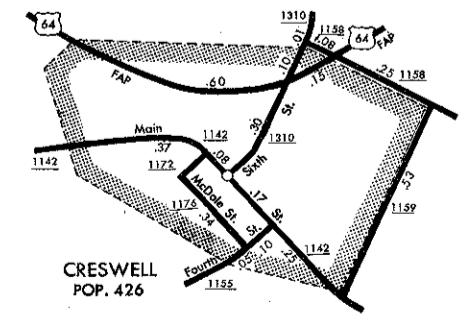 1310
64
.01
1158
.08
64
FAP
FAP
.10
.60
.15
.25
1158
St.
.30
Main
1142
1310
.37
.08
Sixth
1142
1172
.53
McDole St.
.17
1159
1176
.34
St.
St.
1142
.10
.25
Fourth
.05
1155
CRESWELL
POP. 426